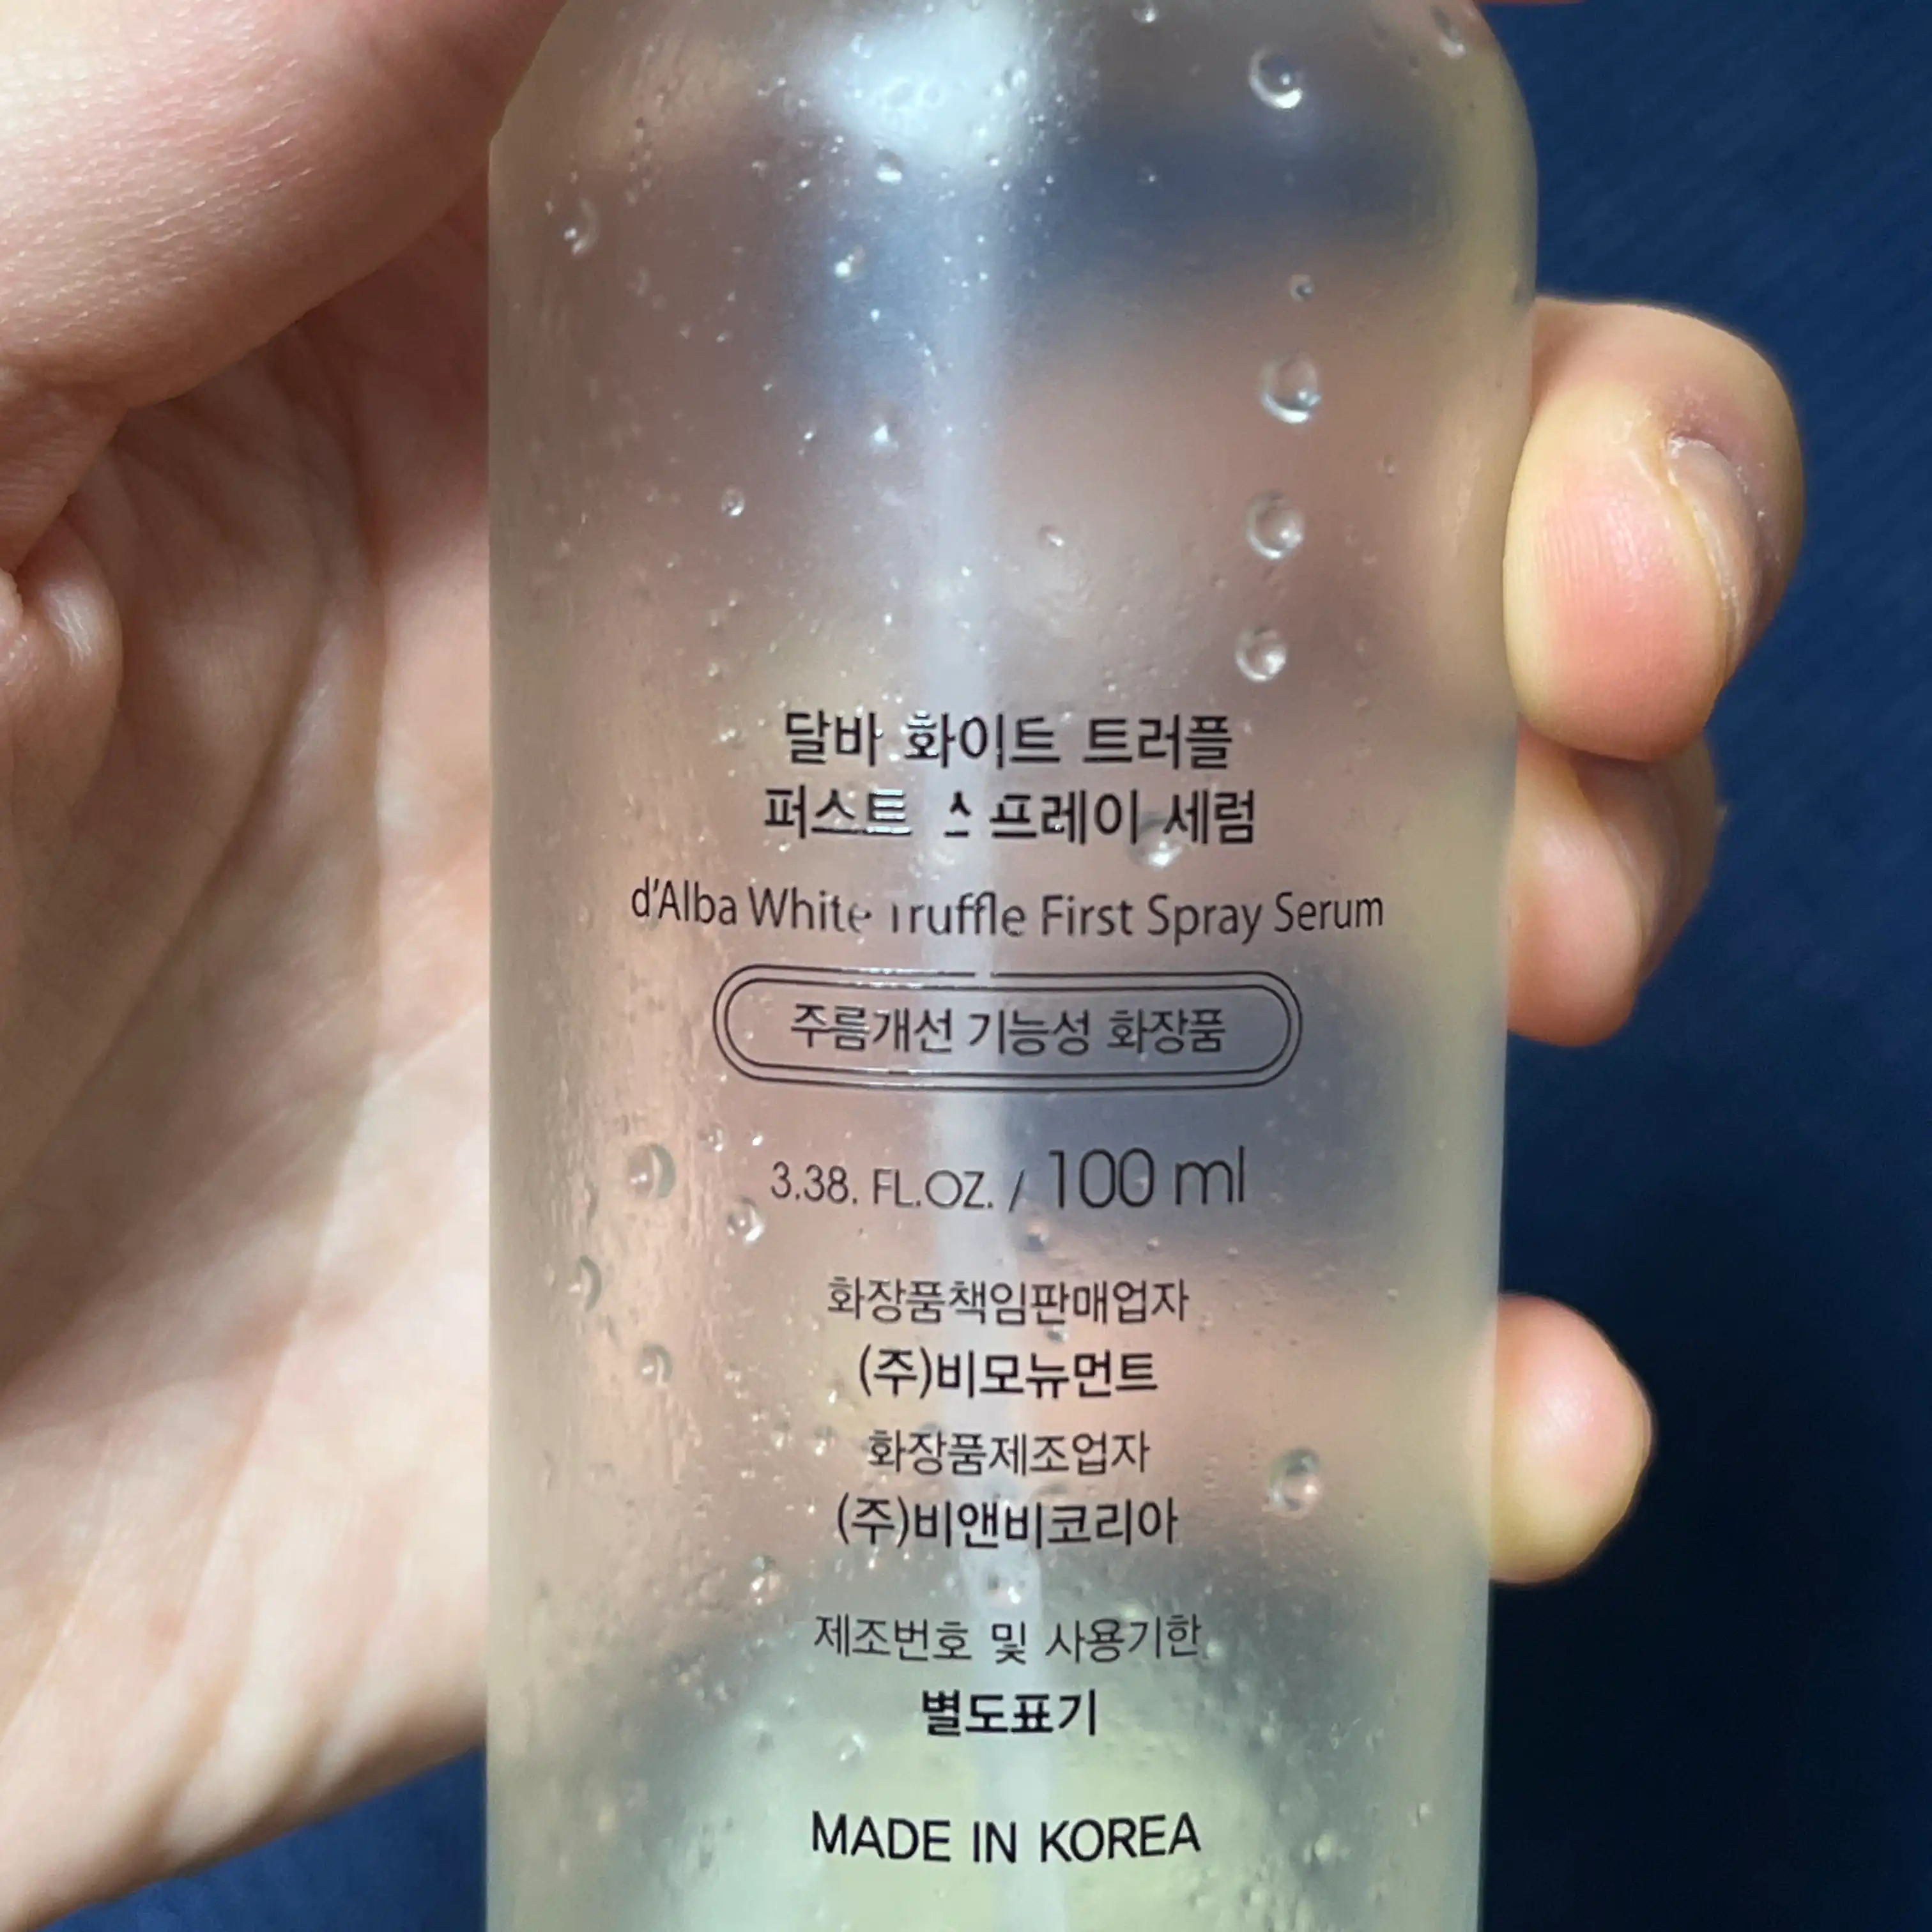 달바 화이트 트러플
퍼스트 스프레이 세럼
d'Alba White Truffle First Spray Serum
주름개선 기능성 화장품
3.38. FL.OZ. / 100 ml
화장품책임판매업자
(주)비모뉴먼트
화장품제조업자
(주)비앤비코리아
제조번호 및 사용기한
별도표기
MADE IN KOREA